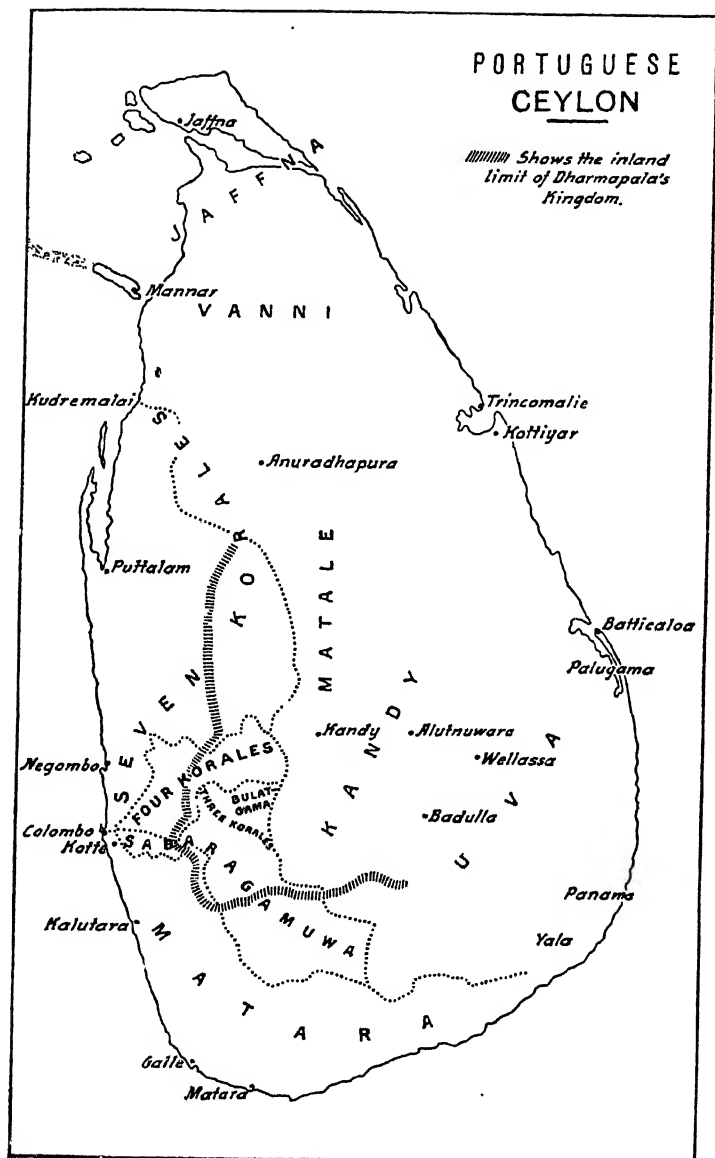 PORTUGUESE
CEYLON
Shows the inland
limit of Dharmapala's
Kingdom.
Jaffna
JAFFNA
Mannar
VANNI
Kudremalai
Trincomalie
Kottiyar
Anuradhapura
SEVEN KORALES
Puttalam
MATALE
Batticaloa
Palugama
KANDY
Kandy
Alutnuwara
Wellassa
UVA
Negombo
FOUR KORALES
BULAT-
GAMA
THREE KORALES
Badulla
Colombo
Kotte
SABARAGAMUWA
Panama
Kalutara
Yala
MATARA
Galle
Matara